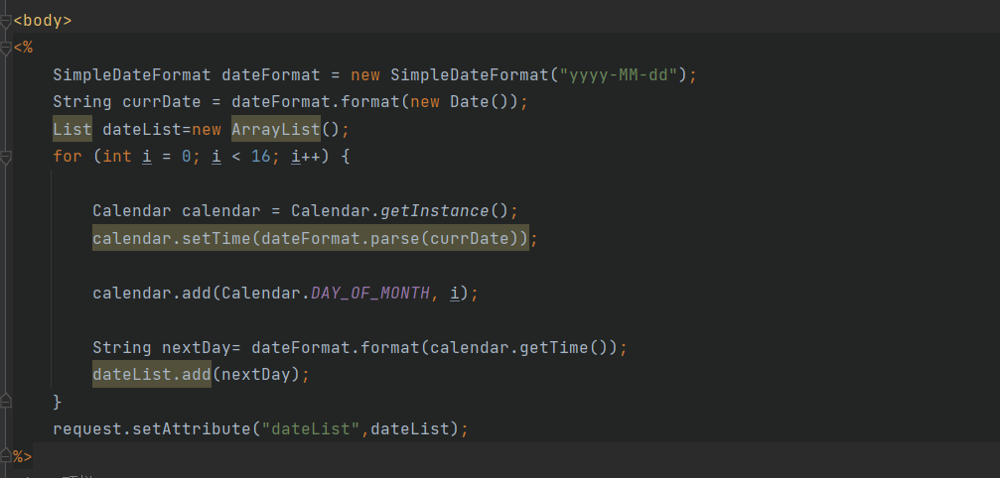 <body>
<%
    SimpleDateFormat dateFormat = new SimpleDateFormat("yyyy-MM-dd");
    String currDate = dateFormat.format(new Date());
    List dateList=new ArrayList();
    for (int i = 0; i < 16; i++) {
        Calendar calendar = Calendar.getInstance();
        calendar.setTime(dateFormat.parse(currDate));
        calendar.add(Calendar.DAY_OF_MONTH, i);
        String nextDay= dateFormat.format(calendar.getTime());
        dateList.add(nextDay);
    }
    request.setAttribute("dateList",dateList);
%>